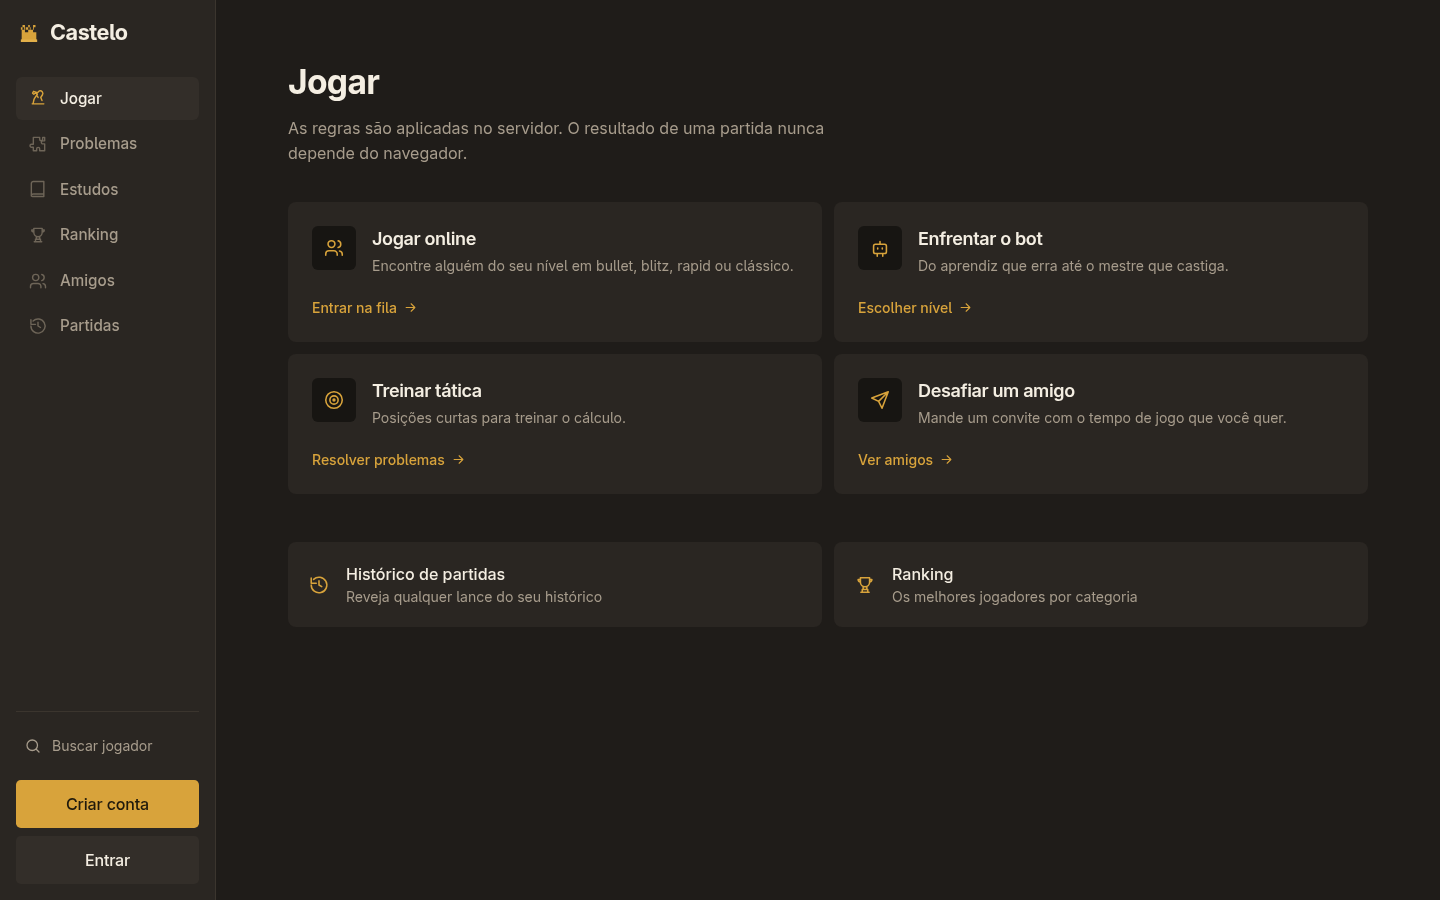 Castelo
Jogar
Problemas
Estudos
Ranking
Amigos
Partidas
Buscar jogador
Criar conta
Entrar
Jogar
As regras são aplicadas no servidor. O resultado de uma partida nunca
depende do navegador.
Jogar online
Encontre alguém do seu nível em bullet, blitz, rapid ou clássico.
Entrar na fila →
Enfrentar o bot
Do aprendiz que erra até o mestre que castiga.
Escolher nível →
Treinar tática
Posições curtas para treinar o cálculo.
Resolver problemas →
Desafiar um amigo
Mande um convite com o tempo de jogo que você quer.
Ver amigos →
Histórico de partidas
Reveja qualquer lance do seu histórico
Ranking
Os melhores jogadores por categoria